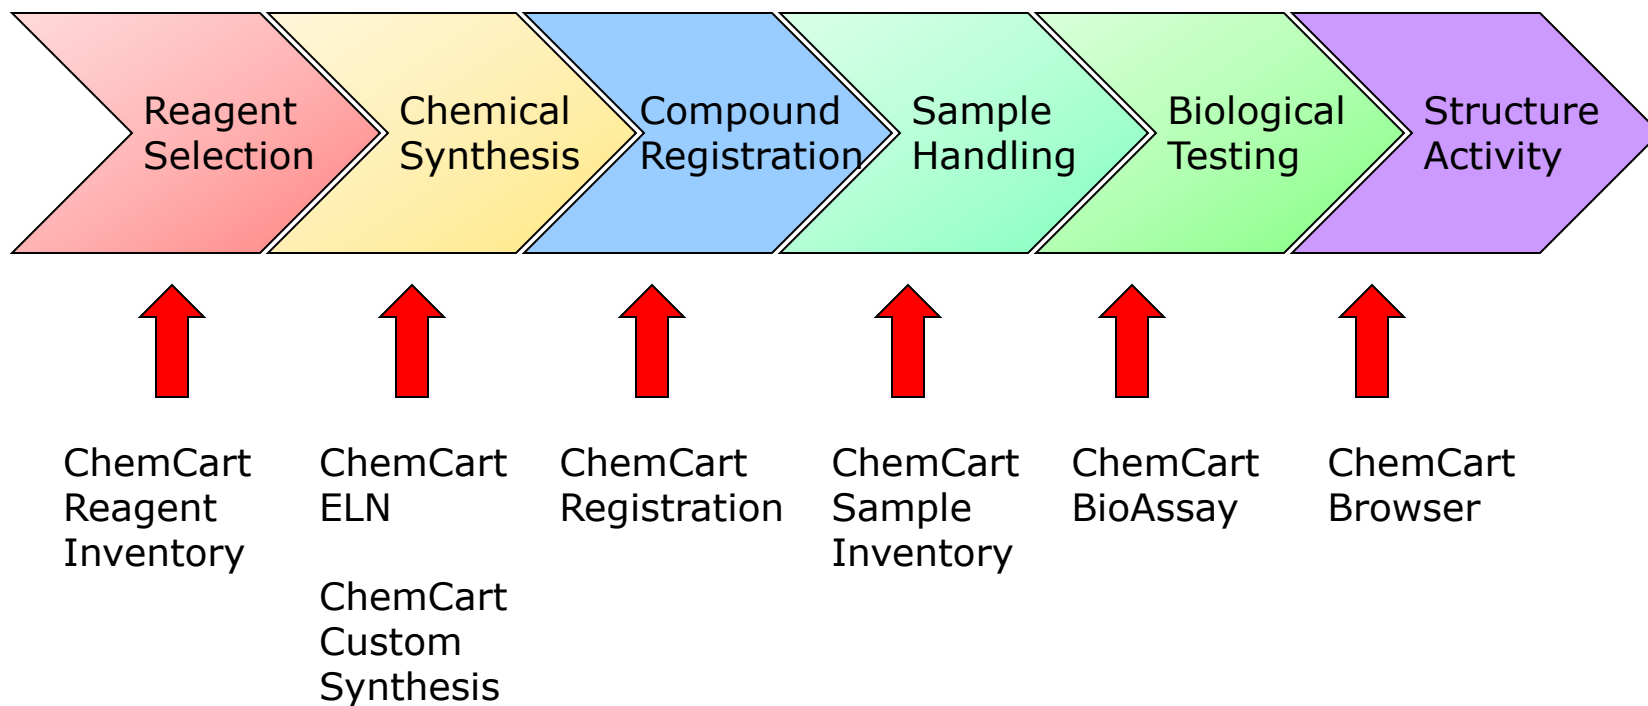 Reagent
Selection
Chemical
Synthesis
Compound
Registration
Sample
Handling
Biological
Testing
Structure
Activity
ChemCart
Reagent
Inventory
ChemCart
ELN
ChemCart
Custom
Synthesis
ChemCart
Registration
ChemCart
Sample
Inventory
ChemCart
BioAssay
ChemCart
Browser